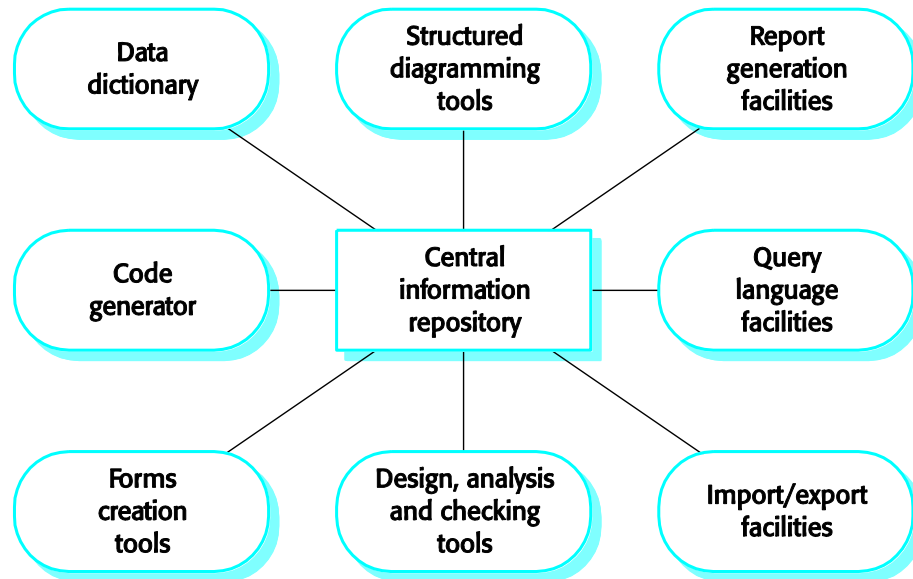 Data
dictionary
Structured
diagramming
tools
Report
generation
facilities
Code
generator
Central
information
repository
Query
language
facilities
Forms
creation
tools
Design, analysis
and checking
tools
Import/export
facilities